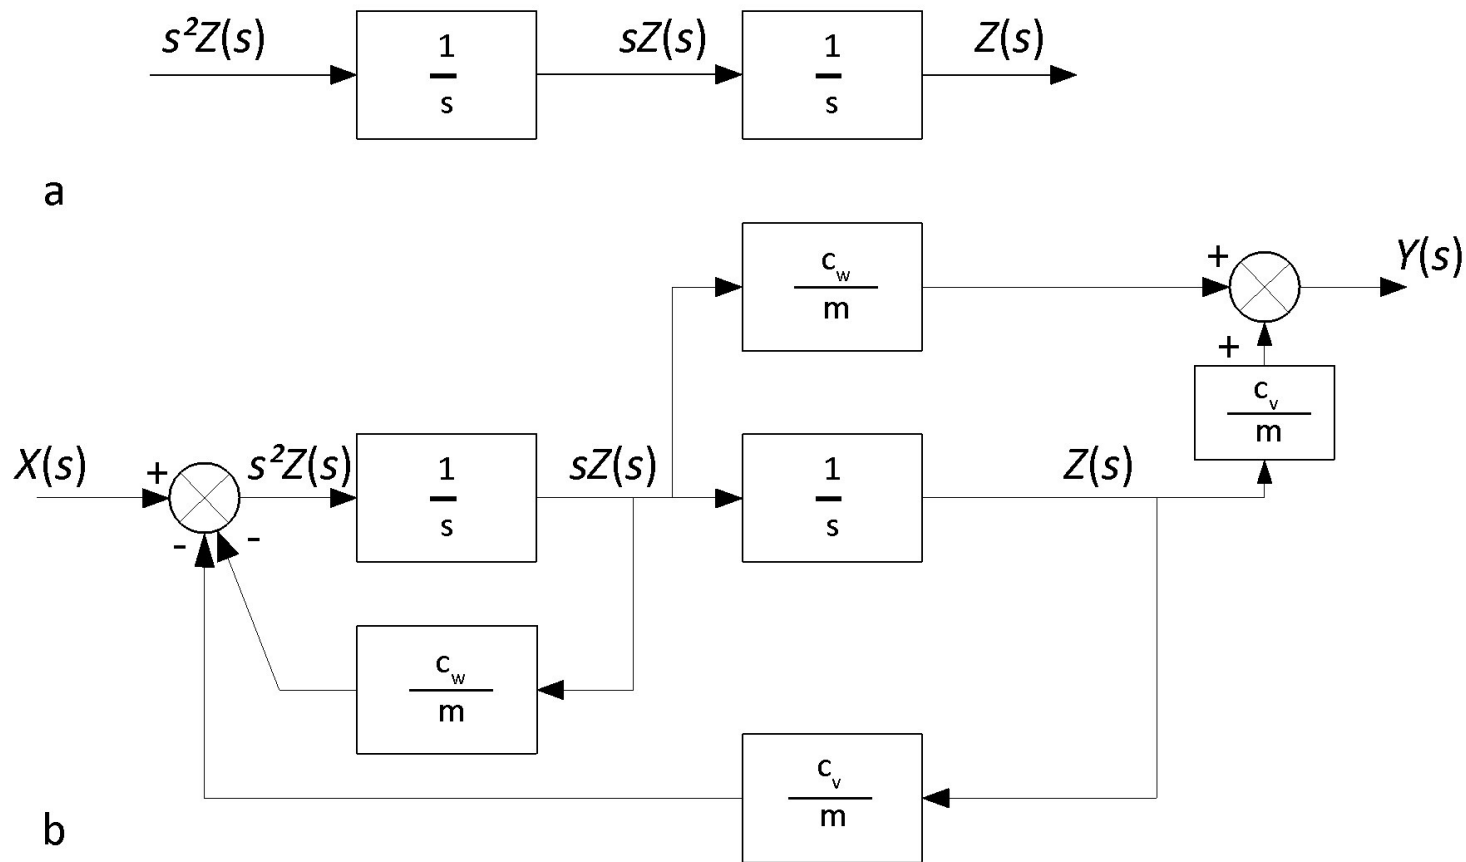 s²Z(s)
1
s
sZ(s)
1
s
Z(s)
a
c_w
m
+
Y(s)
+
c_v
m
X(s)
+
s²Z(s)
1
s
sZ(s)
1
s
Z(s)
-
-
c_w
m
c_v
m
b